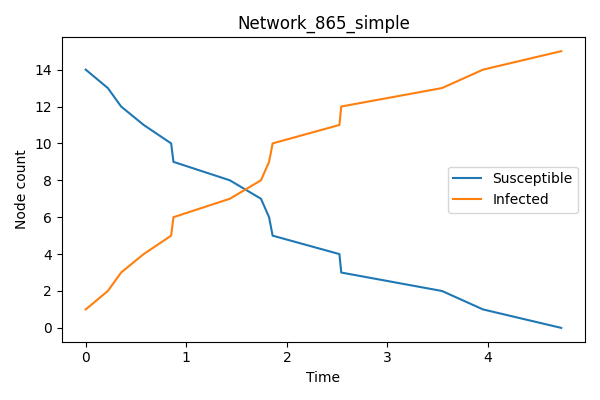 Network_865_simple
Node count
14
12
10
8
6
4
2
0
Susceptible
Infected
0 1 2 3 4
Time